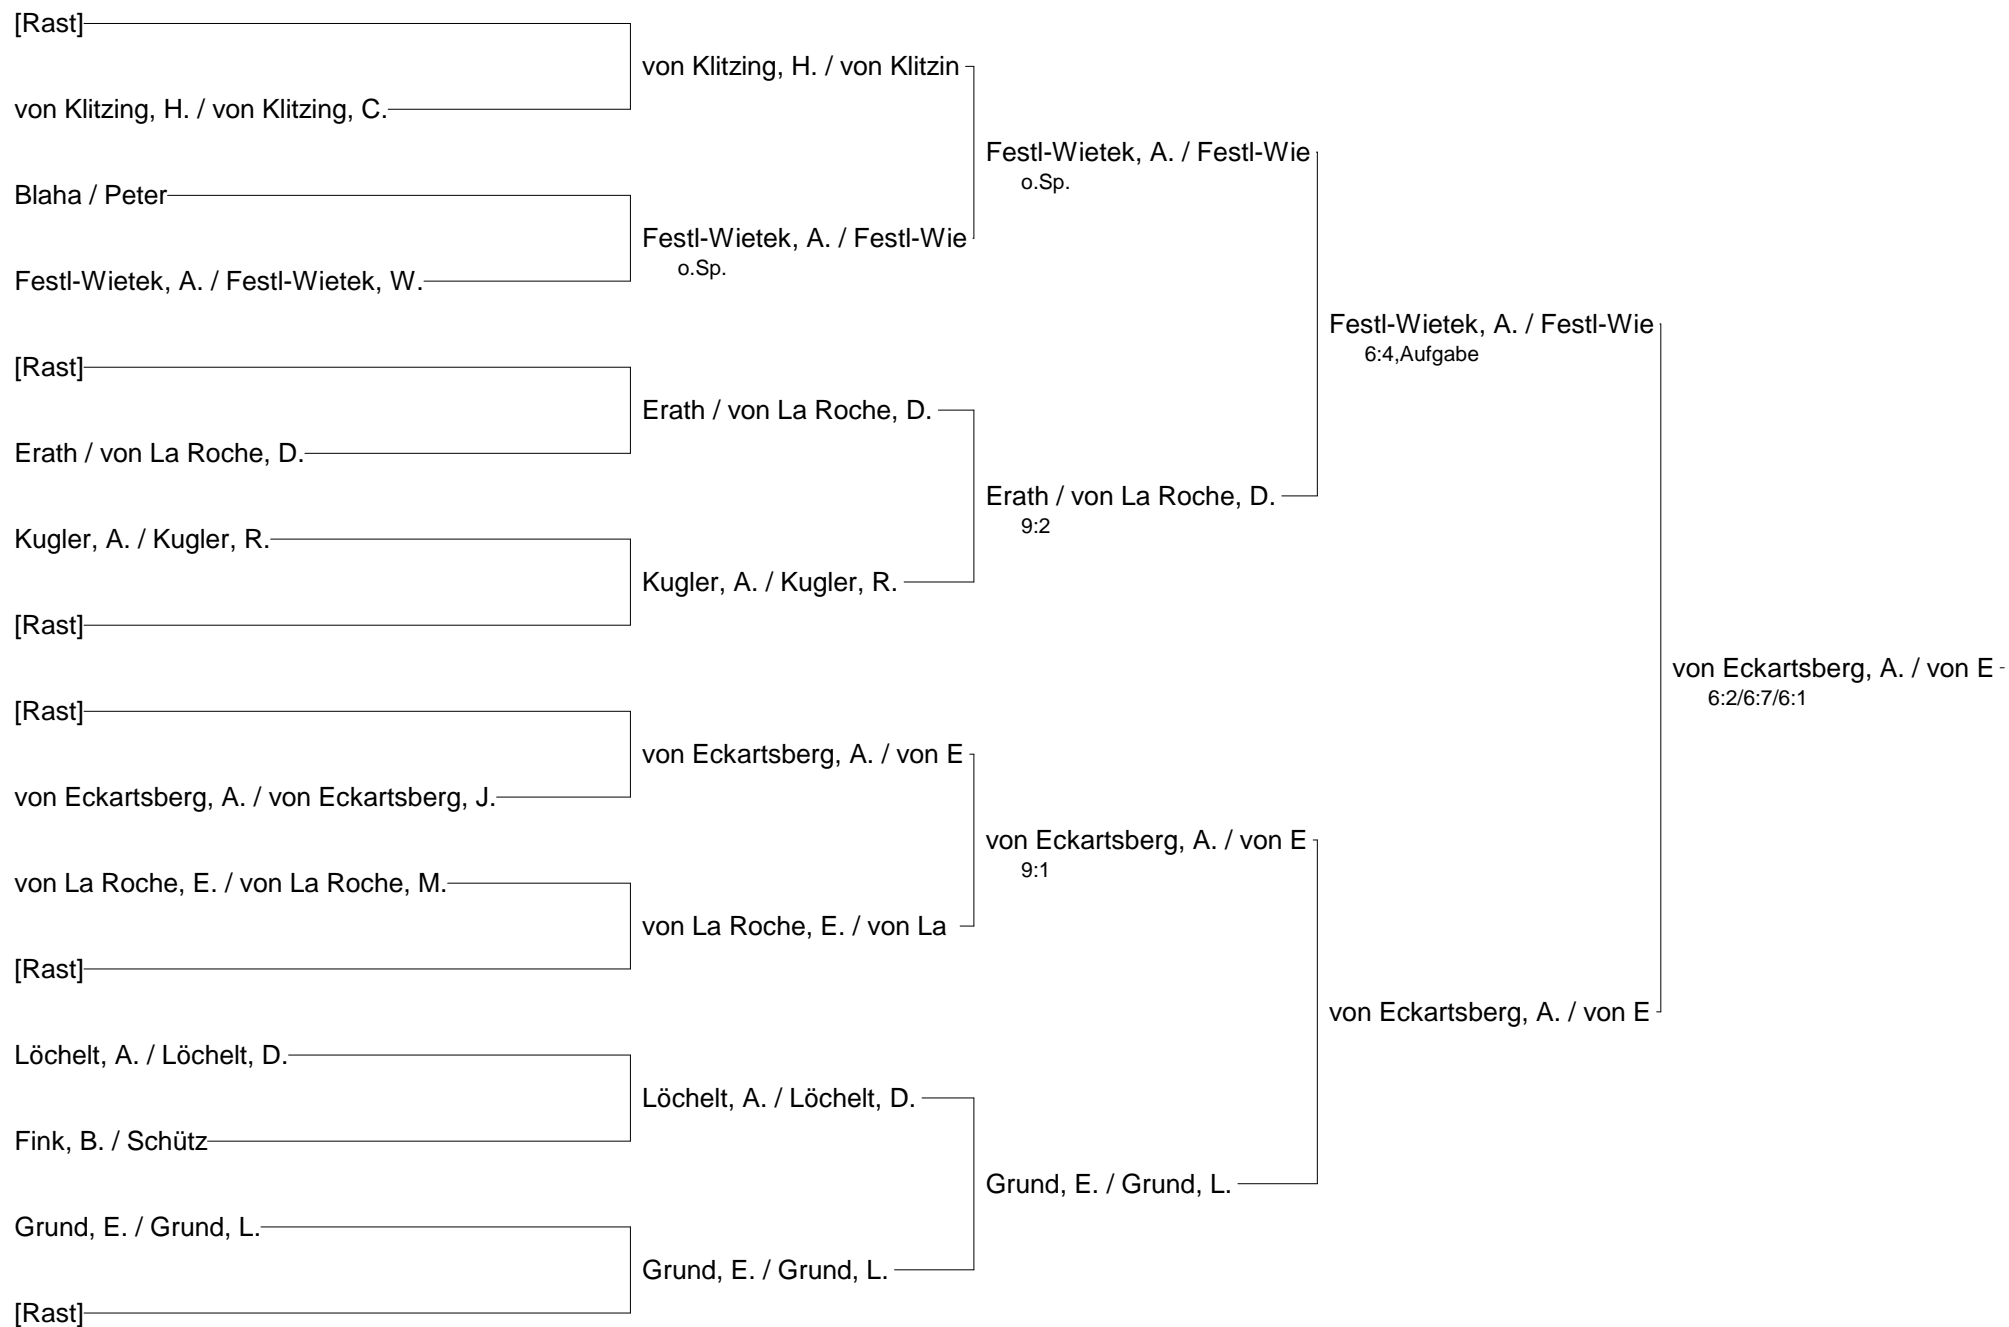 [Rast]
von Klitzing, H. / von Klitzing, C.
Blaha / Peter
Festl-Wietek, A. / Festl-Wietek, W.
[Rast]
Erath / von La Roche, D.
Kugler, A. / Kugler, R.
[Rast]
[Rast]
von Eckartsberg, A. / von Eckartsberg, J.
von La Roche, E. / von La Roche, M.
[Rast]
Löchelt, A. / Löchelt, D.
Fink, B. / Schütz
Grund, E. / Grund, L.
[Rast]
von Klitzing, H. / von Klitzin
Festl-Wietek, A. / Festl-Wie
o.Sp.
Erath / von La Roche, D.
Kugler, A. / Kugler, R.
von Eckartsberg, A. / von E
von La Roche, E. / von La
Löchelt, A. / Löchelt, D.
Grund, E. / Grund, L.
Festl-Wietek, A. / Festl-Wie
o.Sp.
Erath / von La Roche, D.
9:2
von Eckartsberg, A. / von E
9:1
Grund, E. / Grund, L.
Festl-Wietek, A. / Festl-Wie
6:4,Aufgabe
von Eckartsberg, A. / von E
von Eckartsberg, A. / von E
6:2/6:7/6:1